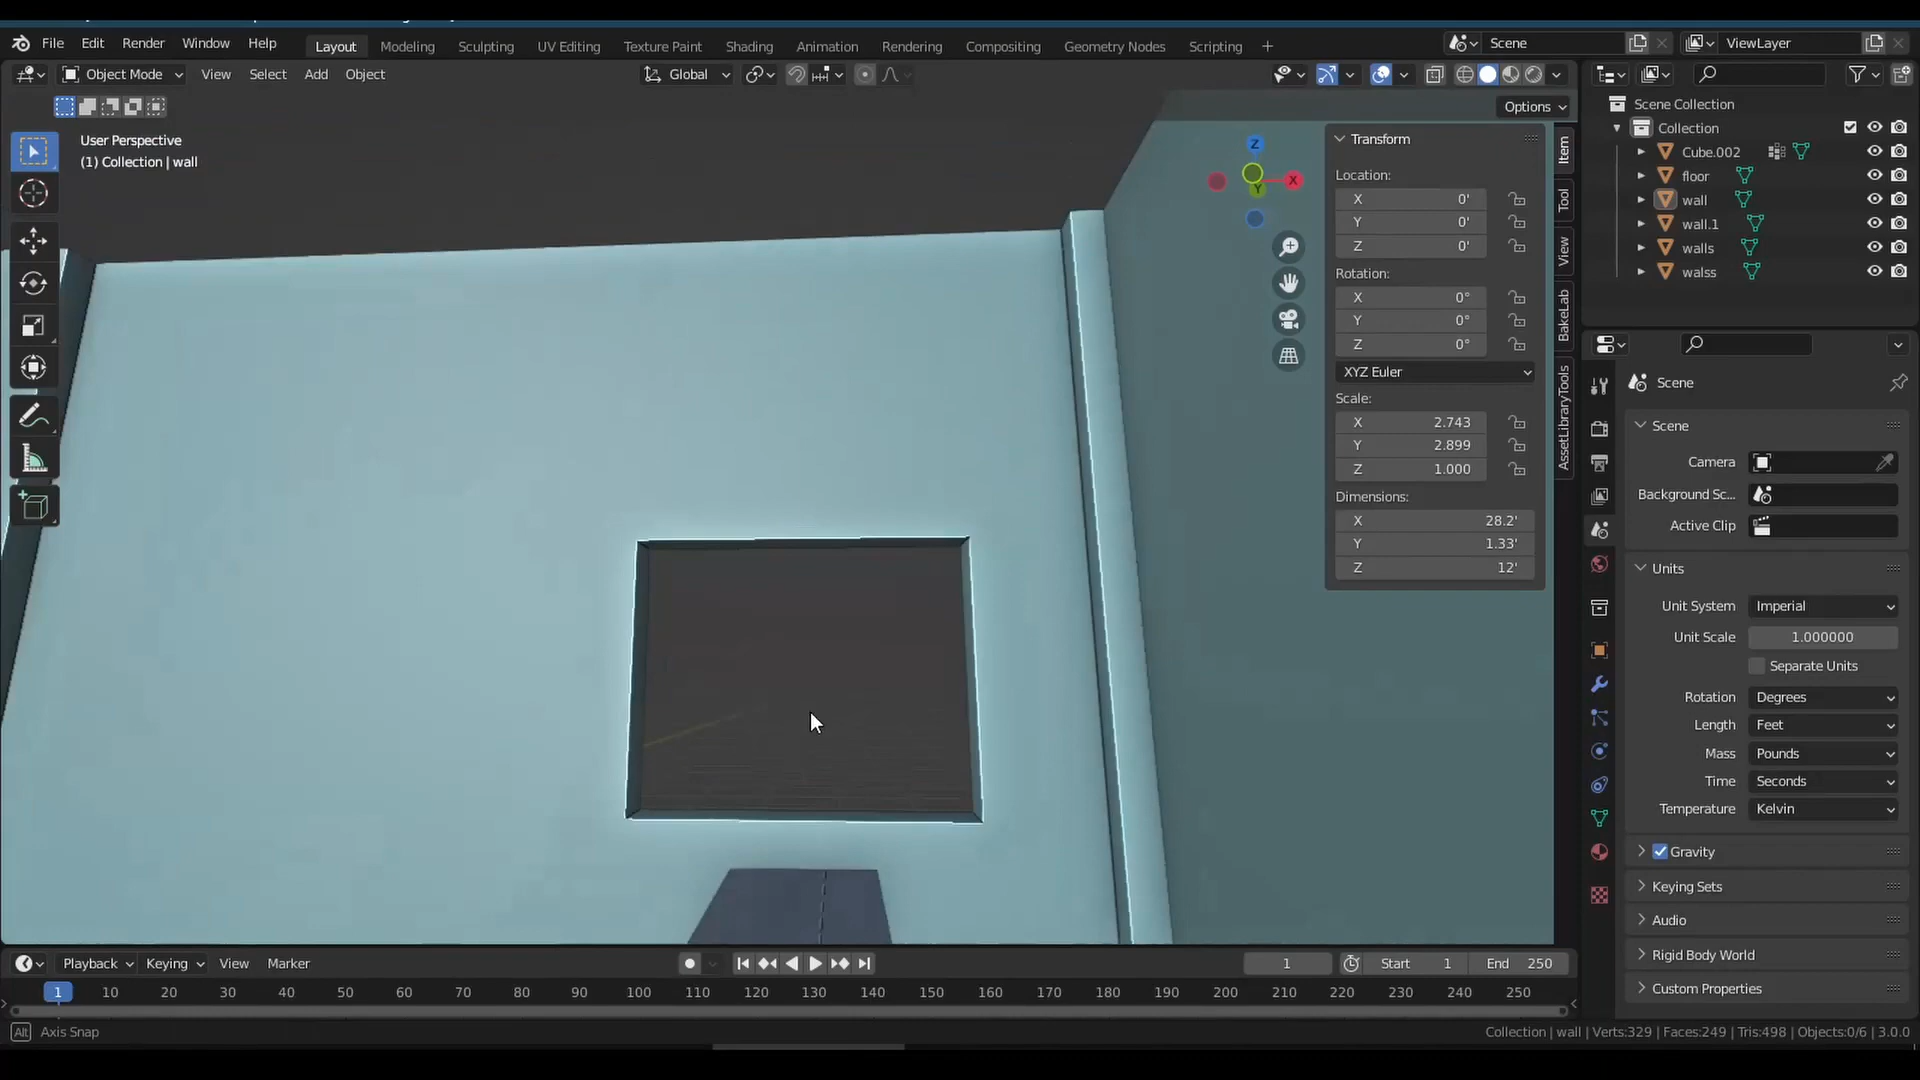 File Edit Render Window Help Layout Modeling Sculpting UV Editing Texture Paint Shading Animation Rendering Compositing Geometry Nodes Scripting + Scene ViewLayer
Object Mode View Select Add Object Global
Options
User Perspective
(1) Collection | wall
Transform
Location:
X 0'
Y 0'
Z 0'
Rotation:
X 0°
Y 0°
Z 0°
XYZ Euler
Scale:
X 2.743
Y 2.899
Z 1.000
Dimensions:
X 28.2'
Y 1.33'
Z 12'
Z
X
Y
Item
Tool
View
BakeLab
AssetLibraryTools
Scene Collection
Collection
Cube.002
floor
wall
wall.1
walls
walss
Scene
Scene
Camera
Background Sc...
Active Clip
Units
Unit System Imperial
Unit Scale 1.000000
Separate Units
Rotation Degrees
Length Feet
Mass Pounds
Time Seconds
Temperature Kelvin
Gravity
Keying Sets
Audio
Rigid Body World
Custom Properties
Playback Keying View Marker 1 Start 1 End 250
1 10 20 30 40 50 60 70 80 90 100 110 120 130 140 150 160 170 180 190 200 210 220 230 240 250
Alt Axis Snap
Collection | wall | Verts:329 | Faces:249 | Tris:498 | Objects:0/6 | 3.0.0